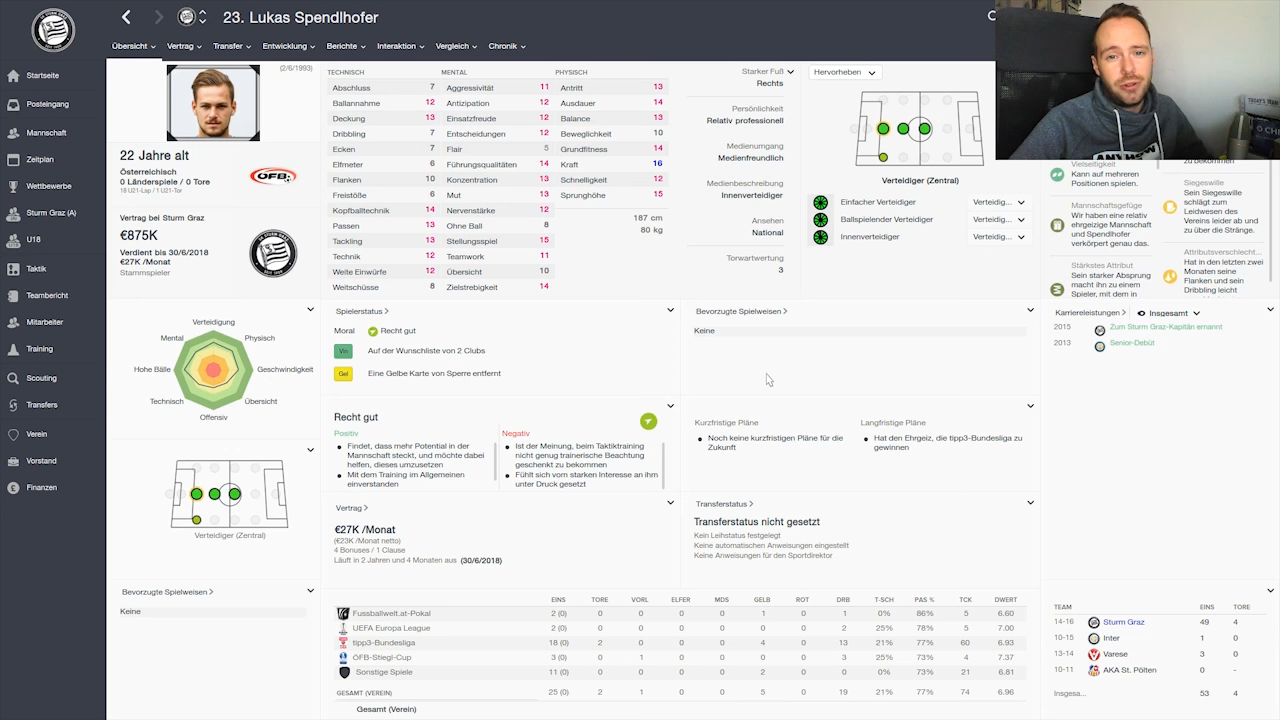 23. Lukas Spendlhofer
Übersicht
Vertrag
Transfer
Entwicklung
Berichte
Interaktion
Vergleich
Chronik
Startseite
Posteingang
Mannschaft
Zeitplan
Wettbewerbe
Sturm Graz (A)
U18
Taktik
Teambericht
Mitarbeiter
Training
Scouting
Transfers
Verein
Vorstand
Finanzen
(2/6/1993)
22 Jahre alt
Österreichisch
0 Länderspiele / 0 Tore
18 U21-Lap / 1 U21-Tor
ÖFB
Vertrag bei Sturm Graz
€875K
Verdient bis 30/6/2018
€27K /Monat
Stammspieler
TECHNISCH
Abschluss 7
Ballannahme 12
Deckung 13
Dribbling 7
Ecken 7
Elfmeter 6
Flanken 10
Freistöße 6
Kopfballtechnik 14
Passen 13
Tackling 13
Technik 12
Weite Einwürfe 12
Weitschüsse 8
MENTAL
Aggressivität 11
Antizipation 12
Einsatzfreude 12
Entscheidungen 12
Flair 5
Führungsqualitäten 14
Konzentration 13
Mut 13
Nervenstärke 12
Ohne Ball 8
Stellungsspiel 15
Teamwork 11
Übersicht 10
Zielstrebigkeit 14
PHYSISCH
Antritt 13
Ausdauer 14
Balance 13
Beweglichkeit 10
Grundfitness 14
Kraft 16
Schnelligkeit 12
Sprunghöhe 15
187 cm
80 kg
Starker Fuß
Rechts
Persönlichkeit
Relativ professionell
Medienumgang
Medienfreundlich
Medienbeschreibung
Innenverteidiger
Ansehen
National
Torwartwertung
3
Hervorheben
Verteidiger (Zentral)
Einfacher Verteidiger Verteidig...
Ballspielender Verteidiger Verteidig...
Innenverteidiger Verteidig...
Vielseitigkeit
Kann auf mehreren
Positionen spielen.
Mannschaftsgefüge
Wir haben eine relativ
ehrgeizige Mannschaft
und Spendlhofer
verkörpert genau das.
Stärkstes Attribut
Sein starker Absprung
macht ihn zu einem
Spieler, mit dem in
zu bekommen
Siegeswille
Sein Siegeswille
schlägt zum
Leidwesen des
Vereins leider ab und
zu über die Stränge.
Attributsverschlecht...
Hat in den letzten zwei
Monaten seine
Flanken und sein
Dribbling leicht
Verteidigung
Physisch
Geschwindigkeit
Übersicht
Offensiv
Technisch
Hohe Bälle
Mental
Verteidiger (Zentral)
Bevorzugte Spielweisen
Keine
Spielerstatus
Moral Recht gut
Wn Auf der Wunschliste von 2 Clubs
Gel Eine Gelbe Karte von Sperre entfernt
Bevorzugte Spielweisen
Keine
Karriereleistungen
Insgesamt
2015 Zum Sturm Graz-Kapitän ernannt
2013 Senior-Debüt
Recht gut
Positiv
Findet, dass mehr Potential in der
Mannschaft steckt, und möchte dabei
helfen, dieses umzusetzen
Mit dem Training im Allgemeinen
einverstanden
Negativ
Ist der Meinung, beim Taktiktraining
nicht genug trainerische Beachtung
geschenkt zu bekommen
Fühlt sich vom starken Interesse an ihm
unter Druck gesetzt
Kurzfristige Pläne
Noch keine kurzfristigen Pläne für die
Zukunft
Langfristige Pläne
Hat den Ehrgeiz, die tipp3-Bundesliga zu
gewinnen
Vertrag
€27K /Monat
(€23K /Monat netto)
4 Bonuses / 1 Clause
Läuft in 2 Jahren und 4 Monaten aus (30/6/2018)
Transferstatus
Transferstatus nicht gesetzt
Kein Leihstatus festgelegt
Keine automatischen Anweisungen eingestellt
Keine Anweisungen für den Sportdirektor
EINS TORE VORL ELFER MDS GELB ROT DRB T-SCH PAS % TCK DWERT
Fussballwelt.at-Pokal 2 (0) 0 0 0 0 1 0 1 0% 86% 5 6.60
UEFA Europa League 2 (0) 0 0 0 0 0 0 2 25% 78% 5 7.00
tipp3-Bundesliga 18 (0) 2 0 0 0 4 0 13 21% 77% 60 6.93
ÖFB-Stiegl-Cup 3 (0) 0 1 0 0 0 0 3 25% 73% 4 7.37
Sonstige Spiele 11 (0) 0 0 0 0 2 0 0 0% 73% 21 6.81
GESAMT (VEREIN) 25 (0) 2 1 0 0 5 0 19 21% 77% 74 6.96
Gesamt (Verein)
TEAM EINS TORE
14-16 Sturm Graz 49 4
10-15 Inter 1 0
13-14 Varese 3 0
10-11 AKA St. Pölten 0 -
Insgesa... 53 4